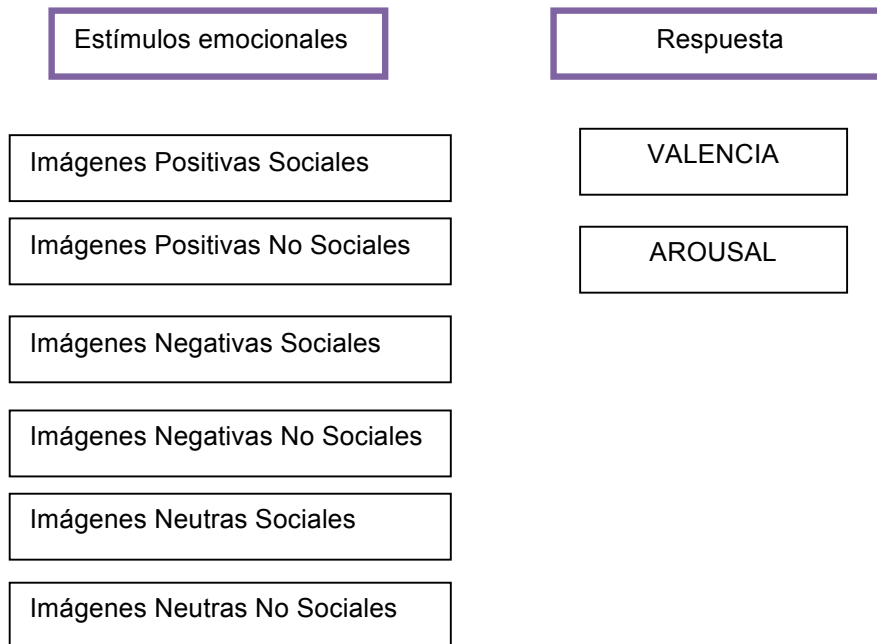 Estímulos emocionales
Imágenes Positivas Sociales
Imágenes Positivas No Sociales
Imágenes Negativas Sociales
Imágenes Negativas No Sociales
Imágenes Neutras Sociales
Imágenes Neutras No Sociales
Respuesta
VALENCIA
AROUSAL